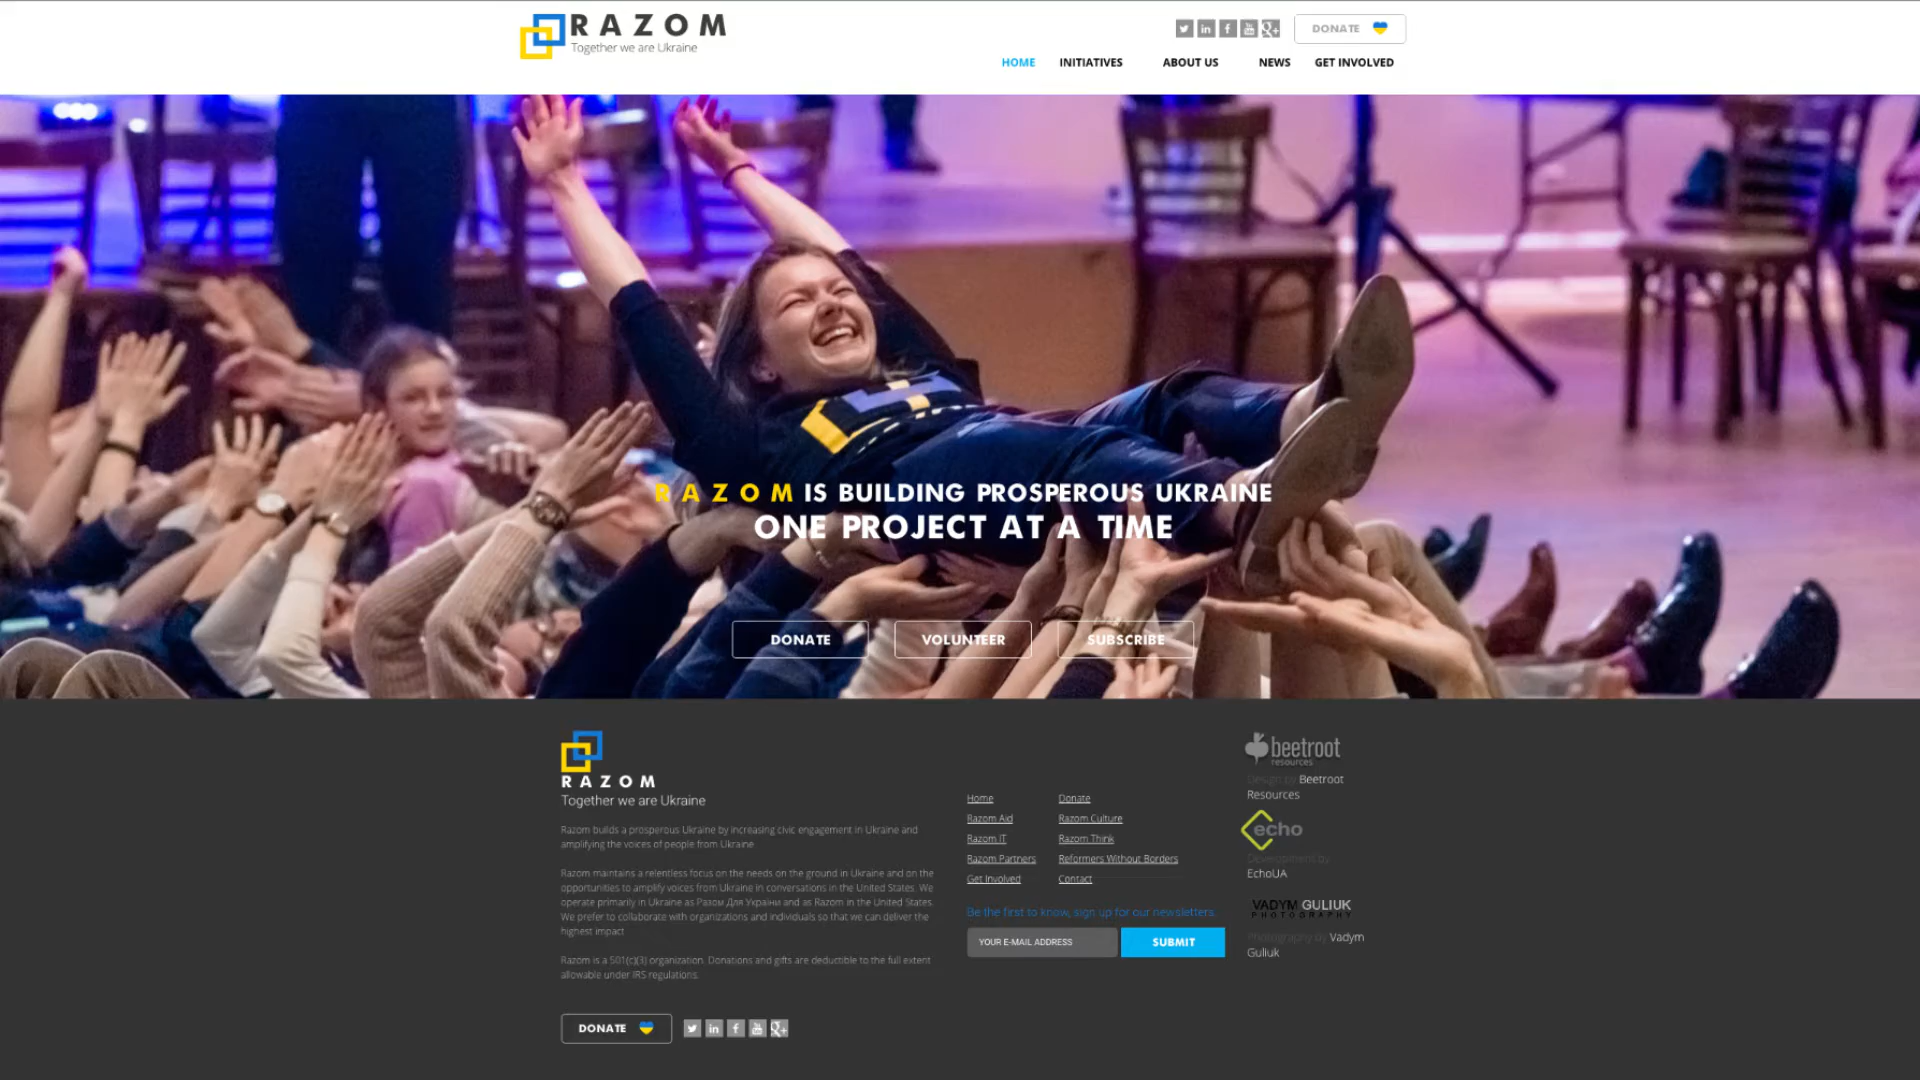 RAZOM
Together we are Ukraine
DONATE
HOME INITIATIVES ABOUT US NEWS GET INVOLVED
RAZOM IS BUILDING PROSPEROUS UKRAINE
ONE PROJECT AT A TIME
DONATE VOLUNTEER SUBSCRIBE
RAZOM
Together we are Ukraine
Razom builds a prosperous Ukraine by increasing civic engagement in Ukraine and
amplifying the voices of people from Ukraine
Razom maintains a relentless focus on the needs on the ground in Ukraine and on the
opportunities to amplify voices from Ukraine in conversations in the United States. We
operate primarily in Ukraine as Разом Для України and as Razom in the United States.
We prefer to collaborate with organizations and individuals so that we can deliver the
highest impact
Razom is a 501(c)(3) organization. Donations and gifts are deductible to the full extent
allowable under IRS regulations.
DONATE
Home Donate
Razom Aid Razom Culture
Razom IT Razom Think
Razom Partners Reformers Without Borders
Get Involved Contact
Be the first to know, sign up for our newsletters.
YOUR E-MAIL ADDRESS SUBMIT
beetroot
resources
Design by Beetroot
Resources
echo
Development by
EchoUA
VADYM GULIUK
PHOTOGRAPHY
Photography by Vadym
Guliuk